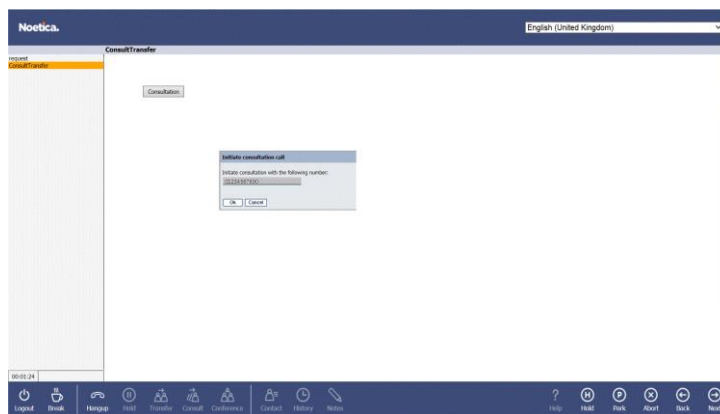 Noetica.
English (United Kingdom)
ConsultTransfer
request
ConsultTransfer
Consultation
Initiate consultation call
Initiate consultation with the following number:
Ok Cancel
00:01:24
Logout Break Hangup Hold Transfer Consult Conference Contact History Notes Help Hold Park Abort Back Next